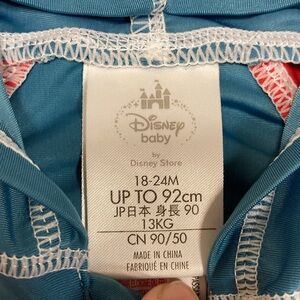 Disney
baby
by
Disney Store
18-24M
UP TO 92cm
JP日本 身長 90
13KG
CN 90/50
MADE IN CHINA
FABRIQUÉ EN CHINE